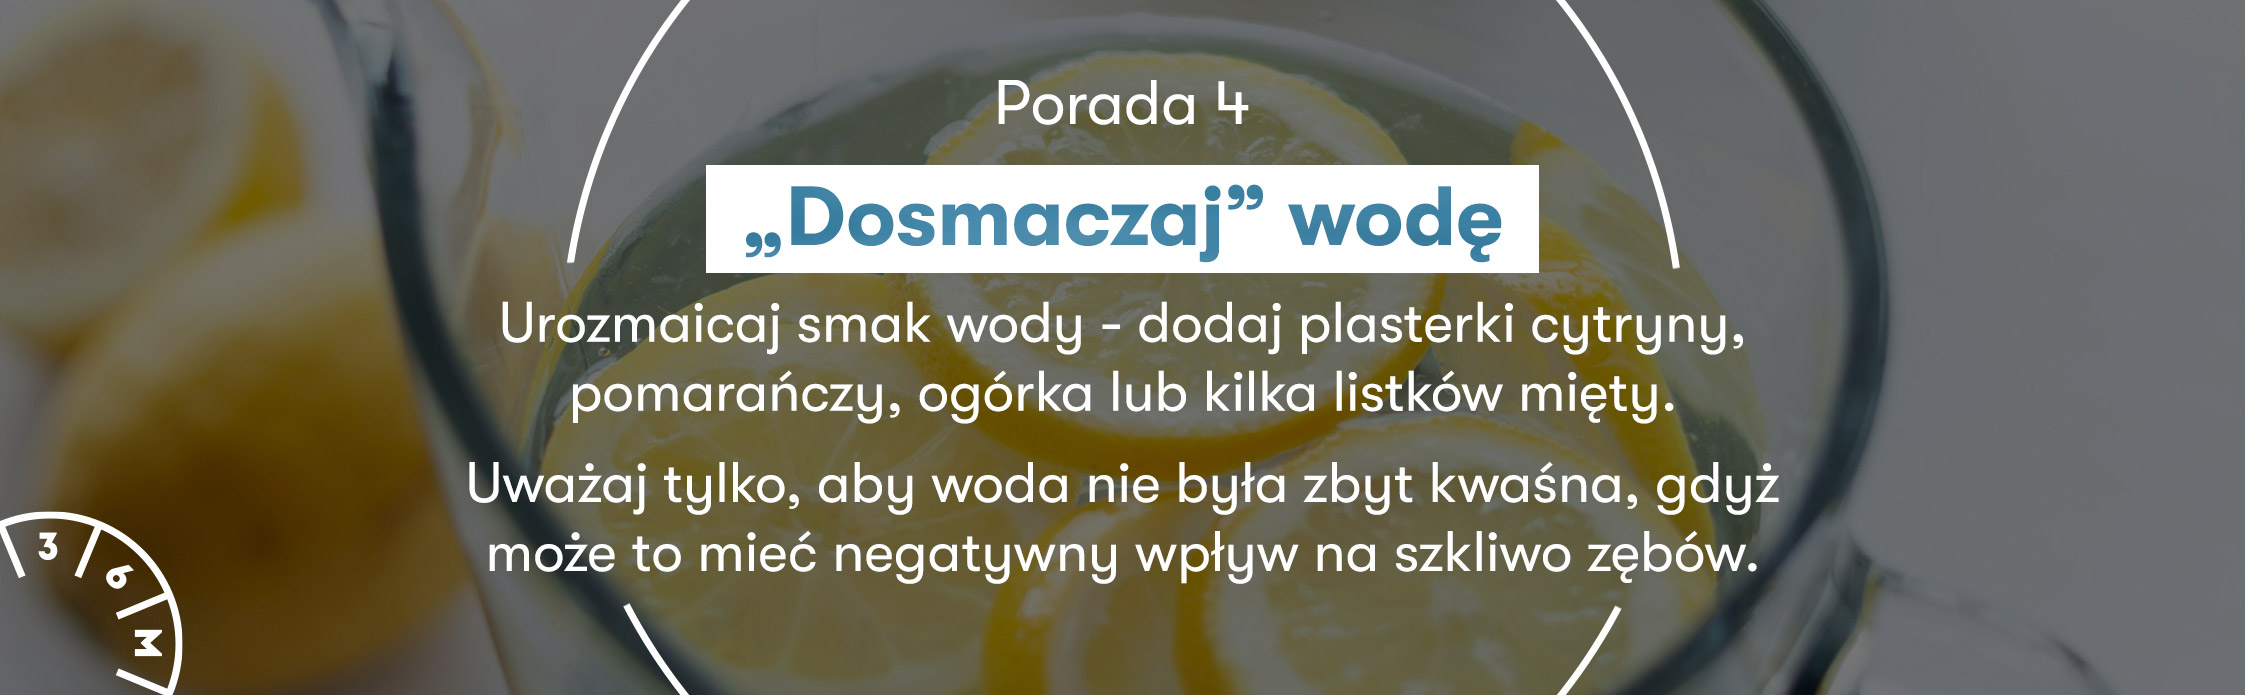 Porada 4
„Dosmaczaj” wodę
Urozmaicaj smak wody - dodaj plasterki cytryny,
pomarańczy, ogórka lub kilka listków mięty.
Uważaj tylko, aby woda nie była zbyt kwaśna, gdyż
może to mieć negatywny wpływ na szkliwo zębów.
3 6 M